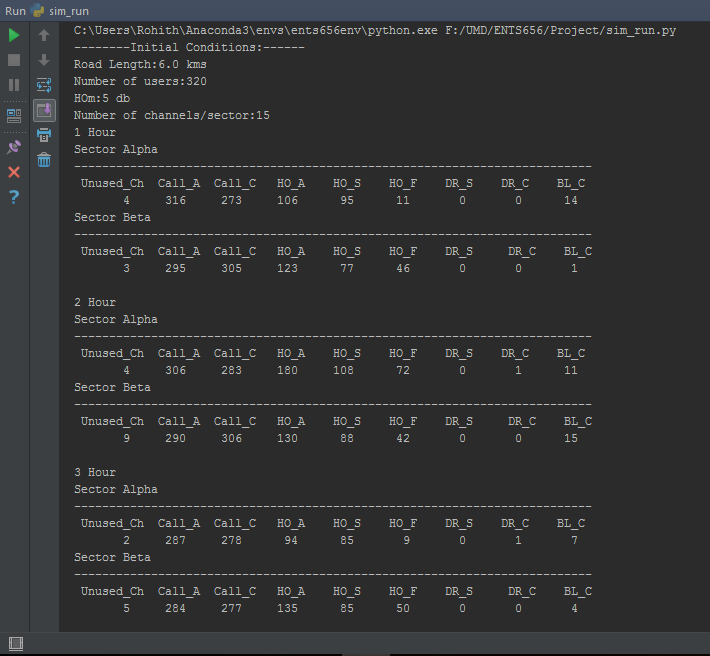 Run sim_run
C:\Users\Rohith\Anaconda3\envs\ents656env\python.exe F:/UMD/ENTS656/Project/sim_run.py
--------Initial Conditions:------
Road Length:6.0 kms
Number of users:320
HOm:5 db
Number of channels/sector:15
1 Hour
Sector Alpha
--------------------------------------------------------------------------
Unused_Ch Call_A Call_C HO_A HO_S HO_F DR_S DR_C BL_C
4 316 273 106 95 11 0 0 14
Sector Beta
--------------------------------------------------------------------------
Unused_Ch Call_A Call_C HO_A HO_S HO_F DR_S DR_C BL_C
3 295 305 123 77 46 0 0 1
2 Hour
Sector Alpha
--------------------------------------------------------------------------
Unused_Ch Call_A Call_C HO_A HO_S HO_F DR_S DR_C BL_C
4 306 283 180 108 72 0 1 11
Sector Beta
--------------------------------------------------------------------------
Unused_Ch Call_A Call_C HO_A HO_S HO_F DR_S DR_C BL_C
9 290 306 130 88 42 0 0 15
3 Hour
Sector Alpha
--------------------------------------------------------------------------
Unused_Ch Call_A Call_C HO_A HO_S HO_F DR_S DR_C BL_C
2 287 278 94 85 9 0 1 7
Sector Beta
--------------------------------------------------------------------------
Unused_Ch Call_A Call_C HO_A HO_S HO_F DR_S DR_C BL_C
5 284 277 135 85 50 0 0 4